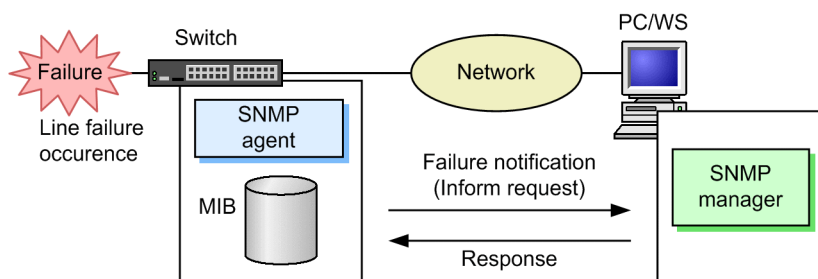 Switch
PC/WS
Failure
Network
Line failure
occurence
SNMP
agent
MIB
Failure notification
(Inform request)
Response
SNMP
manager